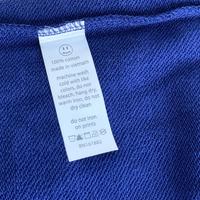 100% cotton
made in vietnam
machine wash
cold with like
colors, do not
bleach, hang dry,
warm iron, do not
dry clean
do not iron
on prints